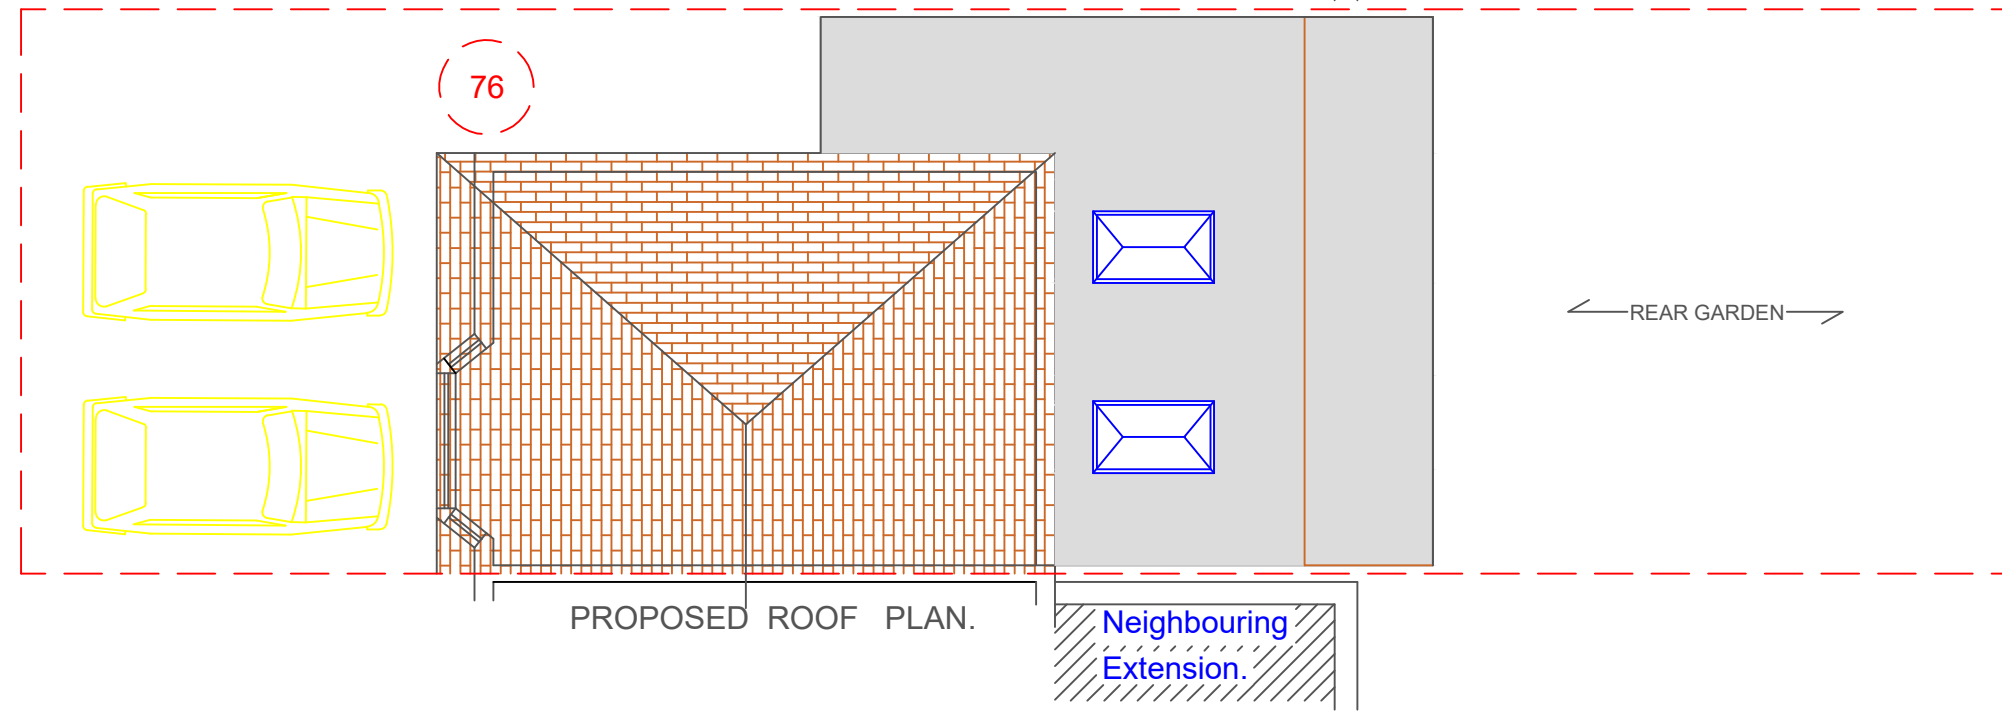 76
REAR GARDEN
PROPOSED ROOF PLAN.
Neighbouring
Extension.